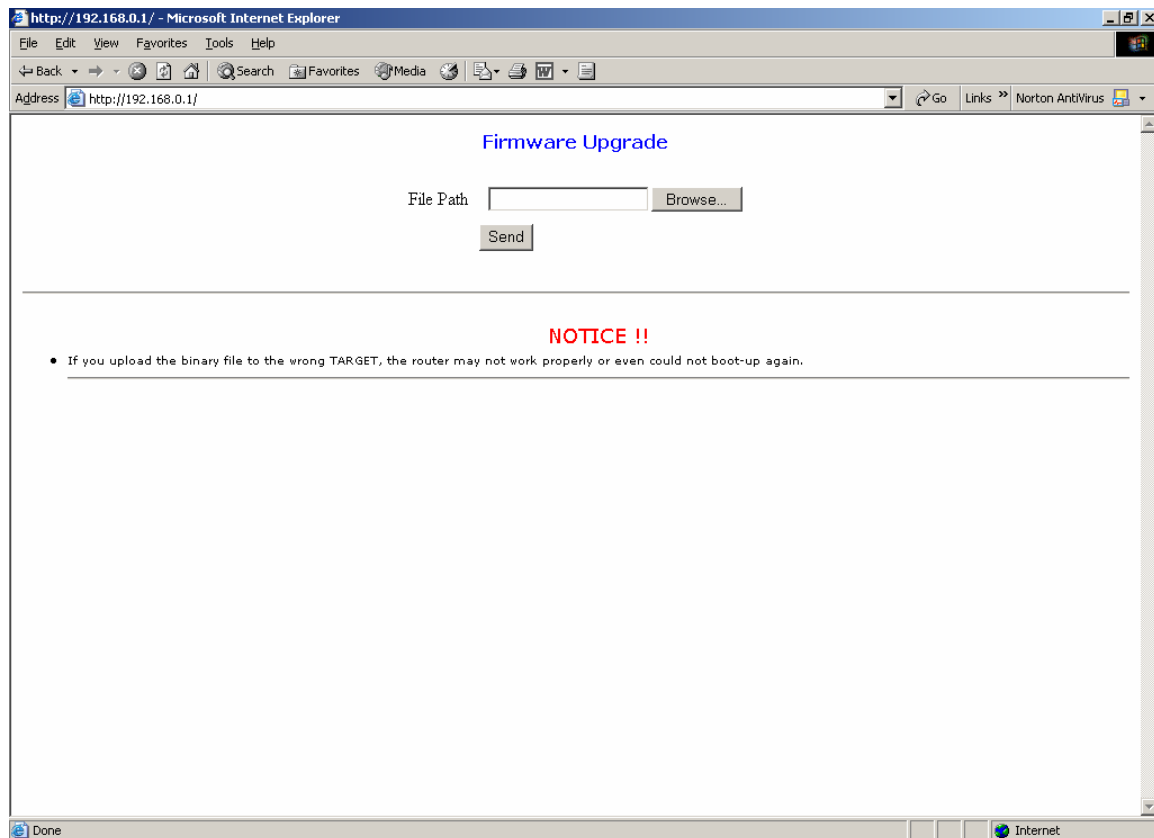 http://192.168.0.1/ - Microsoft Internet Explorer
File Edit View Favorites Tools Help
Back Search Favorites Media
Address http://192.168.0.1/ Go Links » Norton AntiVirus
Firmware Upgrade
File Path Browse...
Send
NOTICE !!
• If you upload the binary file to the wrong TARGET, the router may not work properly or even could not boot-up again.
Done Internet